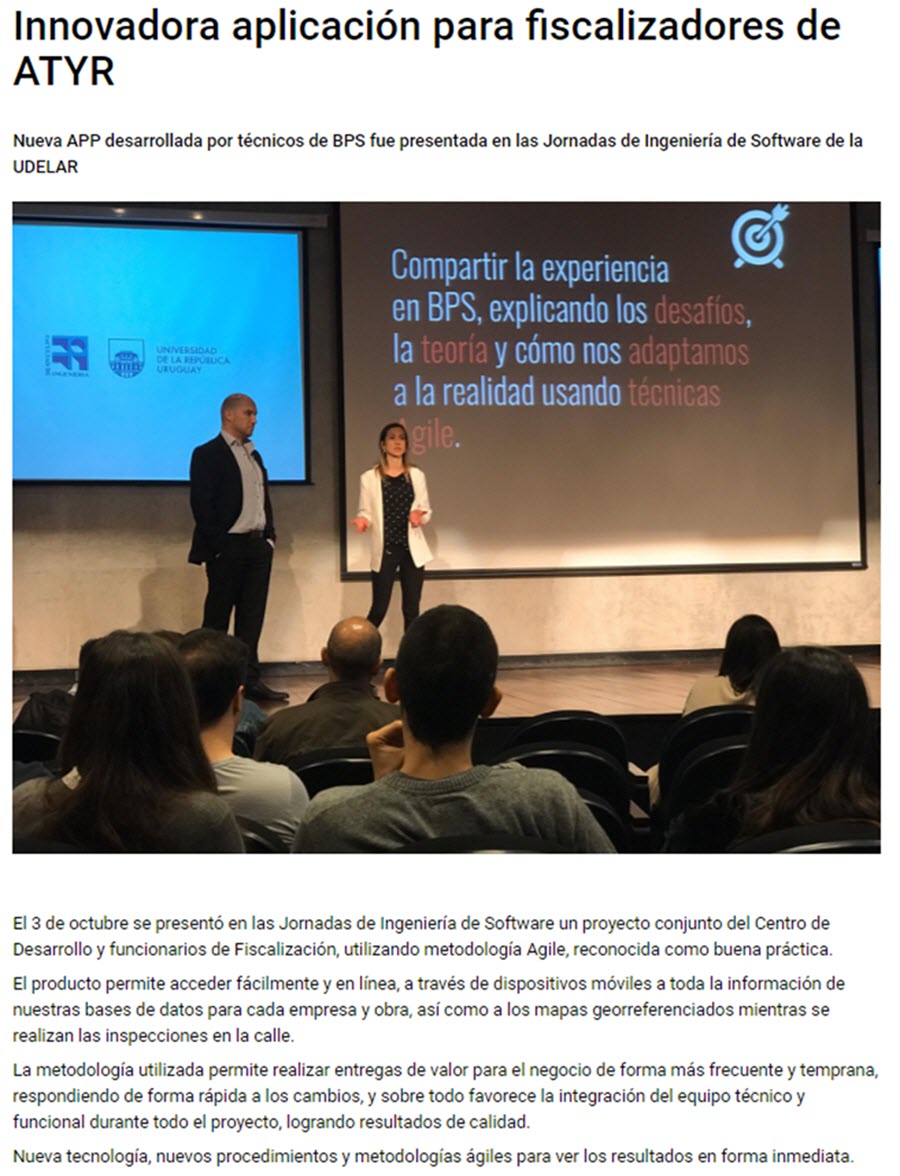 Innovadora aplicación para fiscalizadores de
ATYR
Nueva APP desarrollada por técnicos de BPS fue presentada en las Jornadas de Ingeniería de Software de la
UDELAR
Compartir la experiencia
en BPS, explicando los desafíos,
la teoría y cómo nos adaptamos
a la realidad usando técnicas
gile.
UNIVERSIDAD
DE LA REPÚBLICA
URUGUAY
El 3 de octubre se presentó en las Jornadas de Ingeniería de Software un proyecto conjunto del Centro de
Desarrollo y funcionarios de Fiscalización, utilizando metodología Agile, reconocida como buena práctica.
El producto permite acceder fácilmente y en línea, a través de dispositivos móviles a toda la información de
nuestras bases de datos para cada empresa y obra, así como a los mapas georreferenciados mientras se
realizan las inspecciones en la calle.
La metodología utilizada permite realizar entregas de valor para el negocio de forma más frecuente y temprana,
respondiendo de forma rápida a los cambios, y sobre todo favorece la integración del equipo técnico y
funcional durante todo el proyecto, logrando resultados de calidad.
Nueva tecnología, nuevos procedimientos y metodologías ágiles para ver los resultados en forma inmediata.